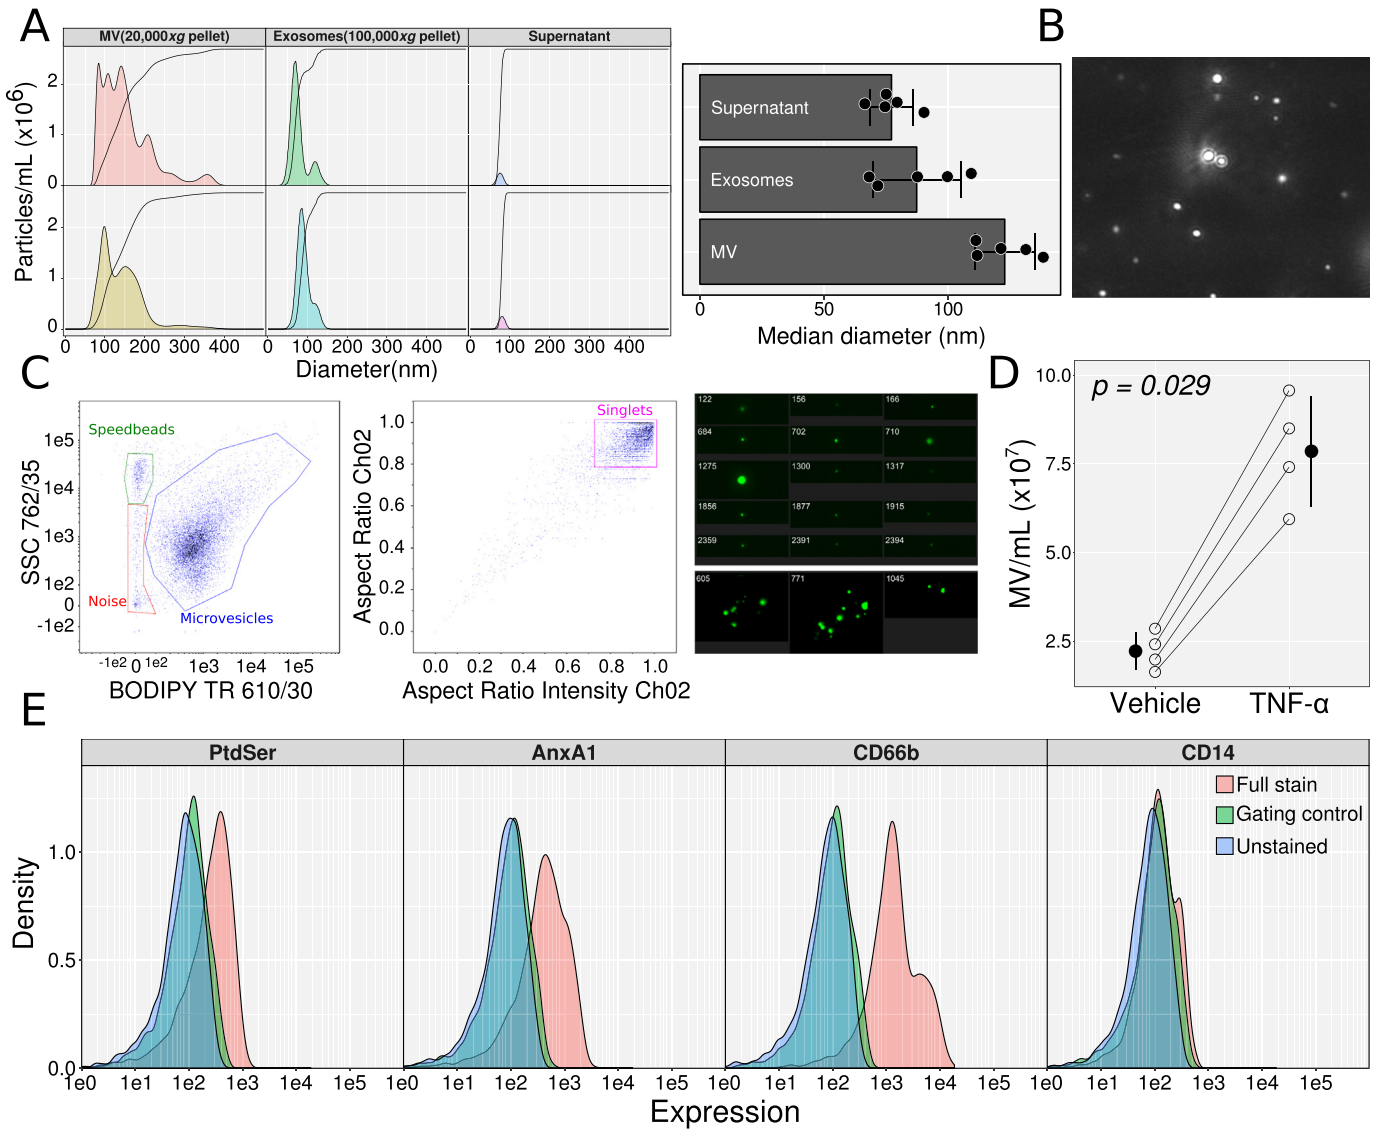 A
B
MV(20,000xg pellet) Exosomes(100,000xg pellet) Supernatant
Particles/mL (x10⁶)
2
1
0
2
1
0
0 100 200 300 400 0 100 200 300 400 0 100 200 300 400
Diameter(nm)
Supernatant
Exosomes
MV
0 50 100
Median diameter (nm)
C
SSC 762/35
1e5
1e4
1e3
1e2
0
-1e2
Speedbeads
Noise
Microvesicles
-1e2 0 1e2 1e3 1e4 1e5
BODIPY TR 610/30
Aspect Ratio Ch02
1.0
0.8
0.6
0.4
0.2
0.0
Singlets
0.0 0.2 0.4 0.6 0.8 1.0
Aspect Ratio Intensity Ch02
122 156 166
684 702 710
1275 1300 1317
1856 1877 1915
2359 2391 2394
605 771 1045
D
p = 0.029
MV/mL (x10⁷)
10.0
7.5
5.0
2.5
Vehicle TNF-α
E
PtdSer AnxA1 CD66b CD14
Full stain
Gating control
Unstained
Density
1.0
0.5
0.0
1e0 1e1 1e2 1e3 1e4 1e5 1e0 1e1 1e2 1e3 1e4 1e5 1e0 1e1 1e2 1e3 1e4 1e5 1e0 1e1 1e2 1e3 1e4 1e5
Expression